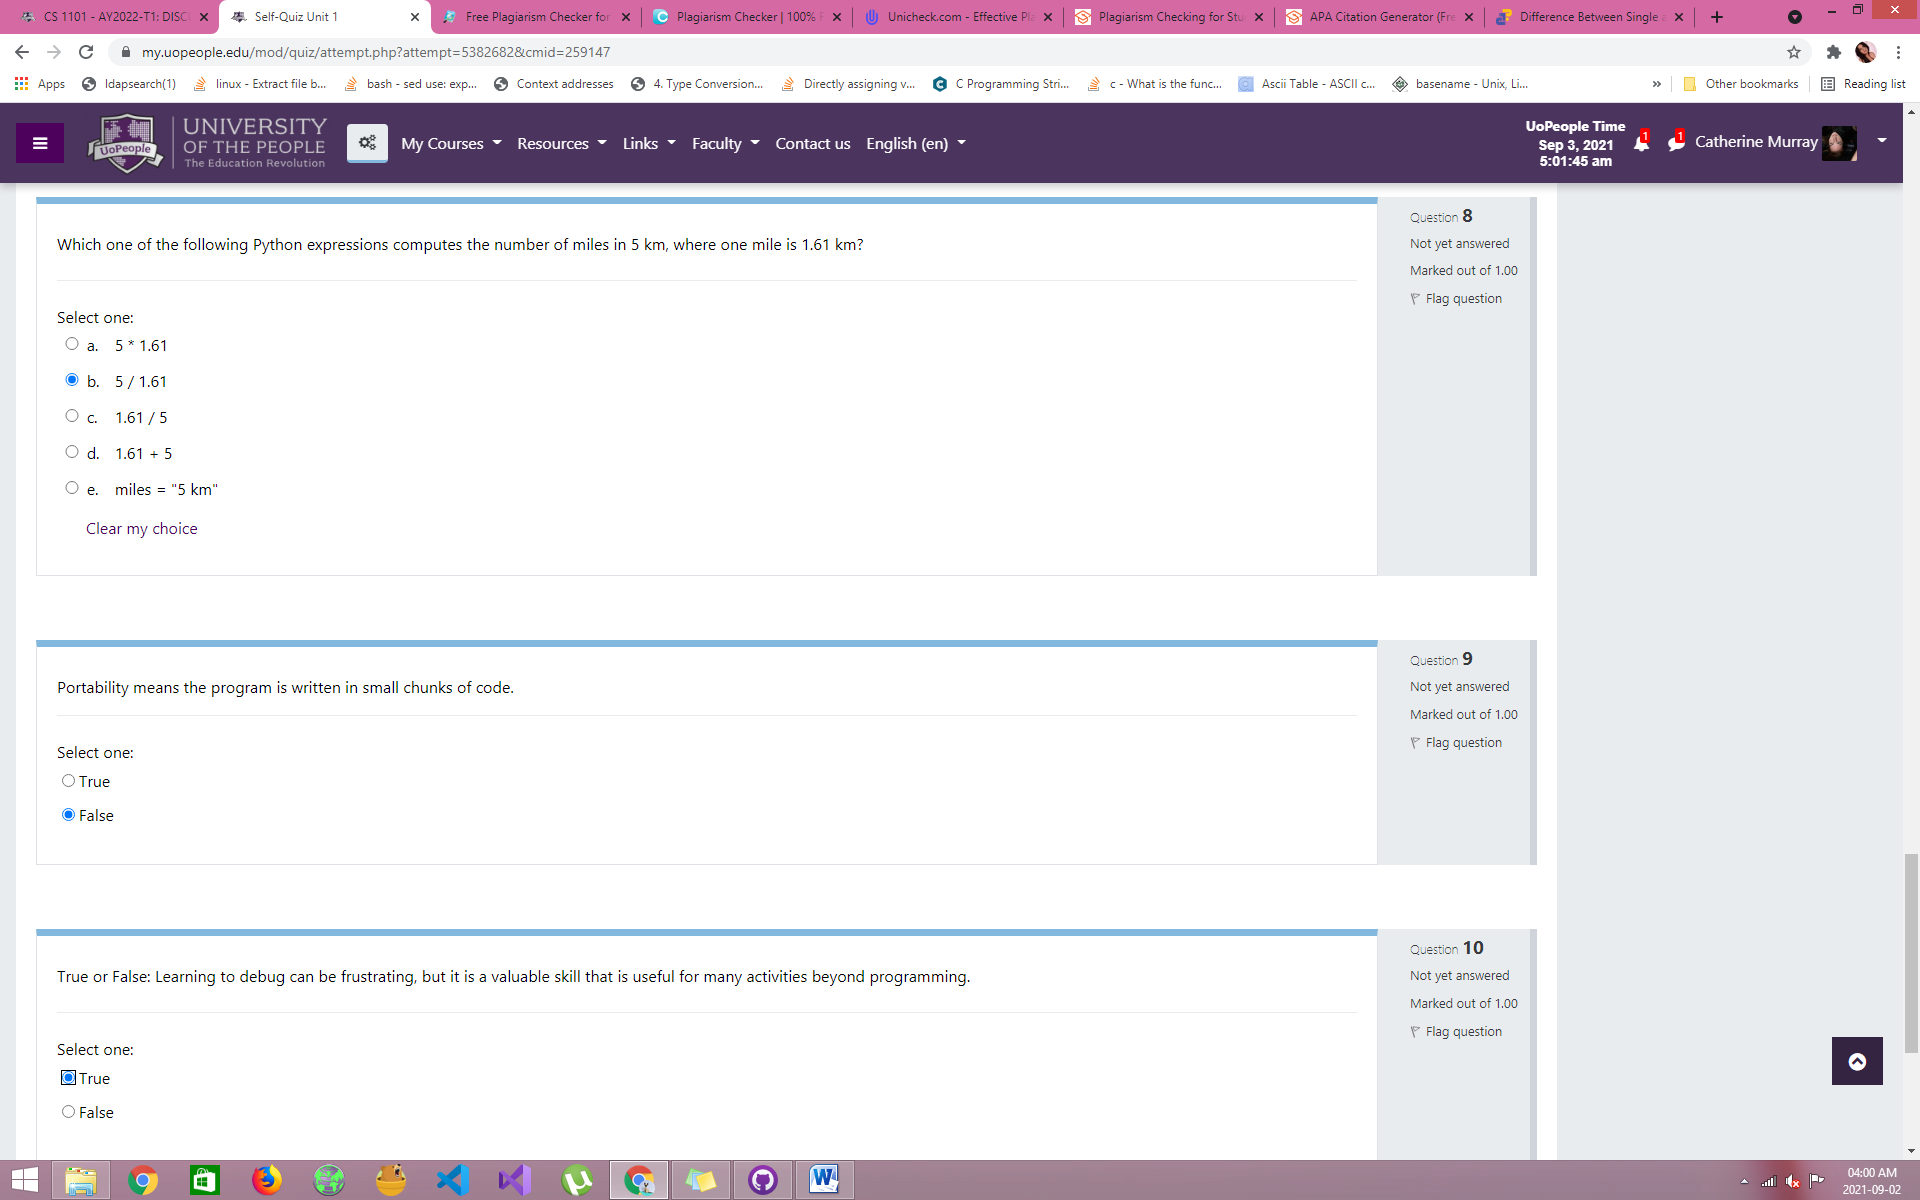 CS 1101 - AY2022-T1: DISC
Self-Quiz Unit 1
Free Plagiarism Checker for
Plagiarism Checker | 100%
Unicheck.com - Effective Pl
Plagiarism Checking for Stu
APA Citation Generator (Fre
Difference Between Single a
my.uopeople.edu/mod/quiz/attempt.php?attempt=5382682&cmid=259147
Apps
ldapsearch(1)
linux - Extract file b...
bash - sed use: exp...
Context addresses
4. Type Conversion...
Directly assigning v...
C Programming Stri...
c - What is the func...
Ascii Table - ASCII c...
basename - Unix, Li...
»
Other bookmarks
Reading list
UoPeople
UNIVERSITY
OF THE PEOPLE
The Education Revolution
My Courses
Resources
Links
Faculty
Contact us
English (en)
UoPeople Time
Sep 3, 2021
5:01:45 am
1
1
Catherine Murray
Which one of the following Python expressions computes the number of miles in 5 km, where one mile is 1.61 km?
Select one:
a. 5 * 1.61
b. 5 / 1.61
c. 1.61 / 5
d. 1.61 + 5
e. miles = "5 km"
Clear my choice
Question 8
Not yet answered
Marked out of 1.00
Flag question
Portability means the program is written in small chunks of code.
Select one:
True
False
Question 9
Not yet answered
Marked out of 1.00
Flag question
True or False: Learning to debug can be frustrating, but it is a valuable skill that is useful for many activities beyond programming.
Select one:
True
False
Question 10
Not yet answered
Marked out of 1.00
Flag question
04:00 AM
2021-09-02